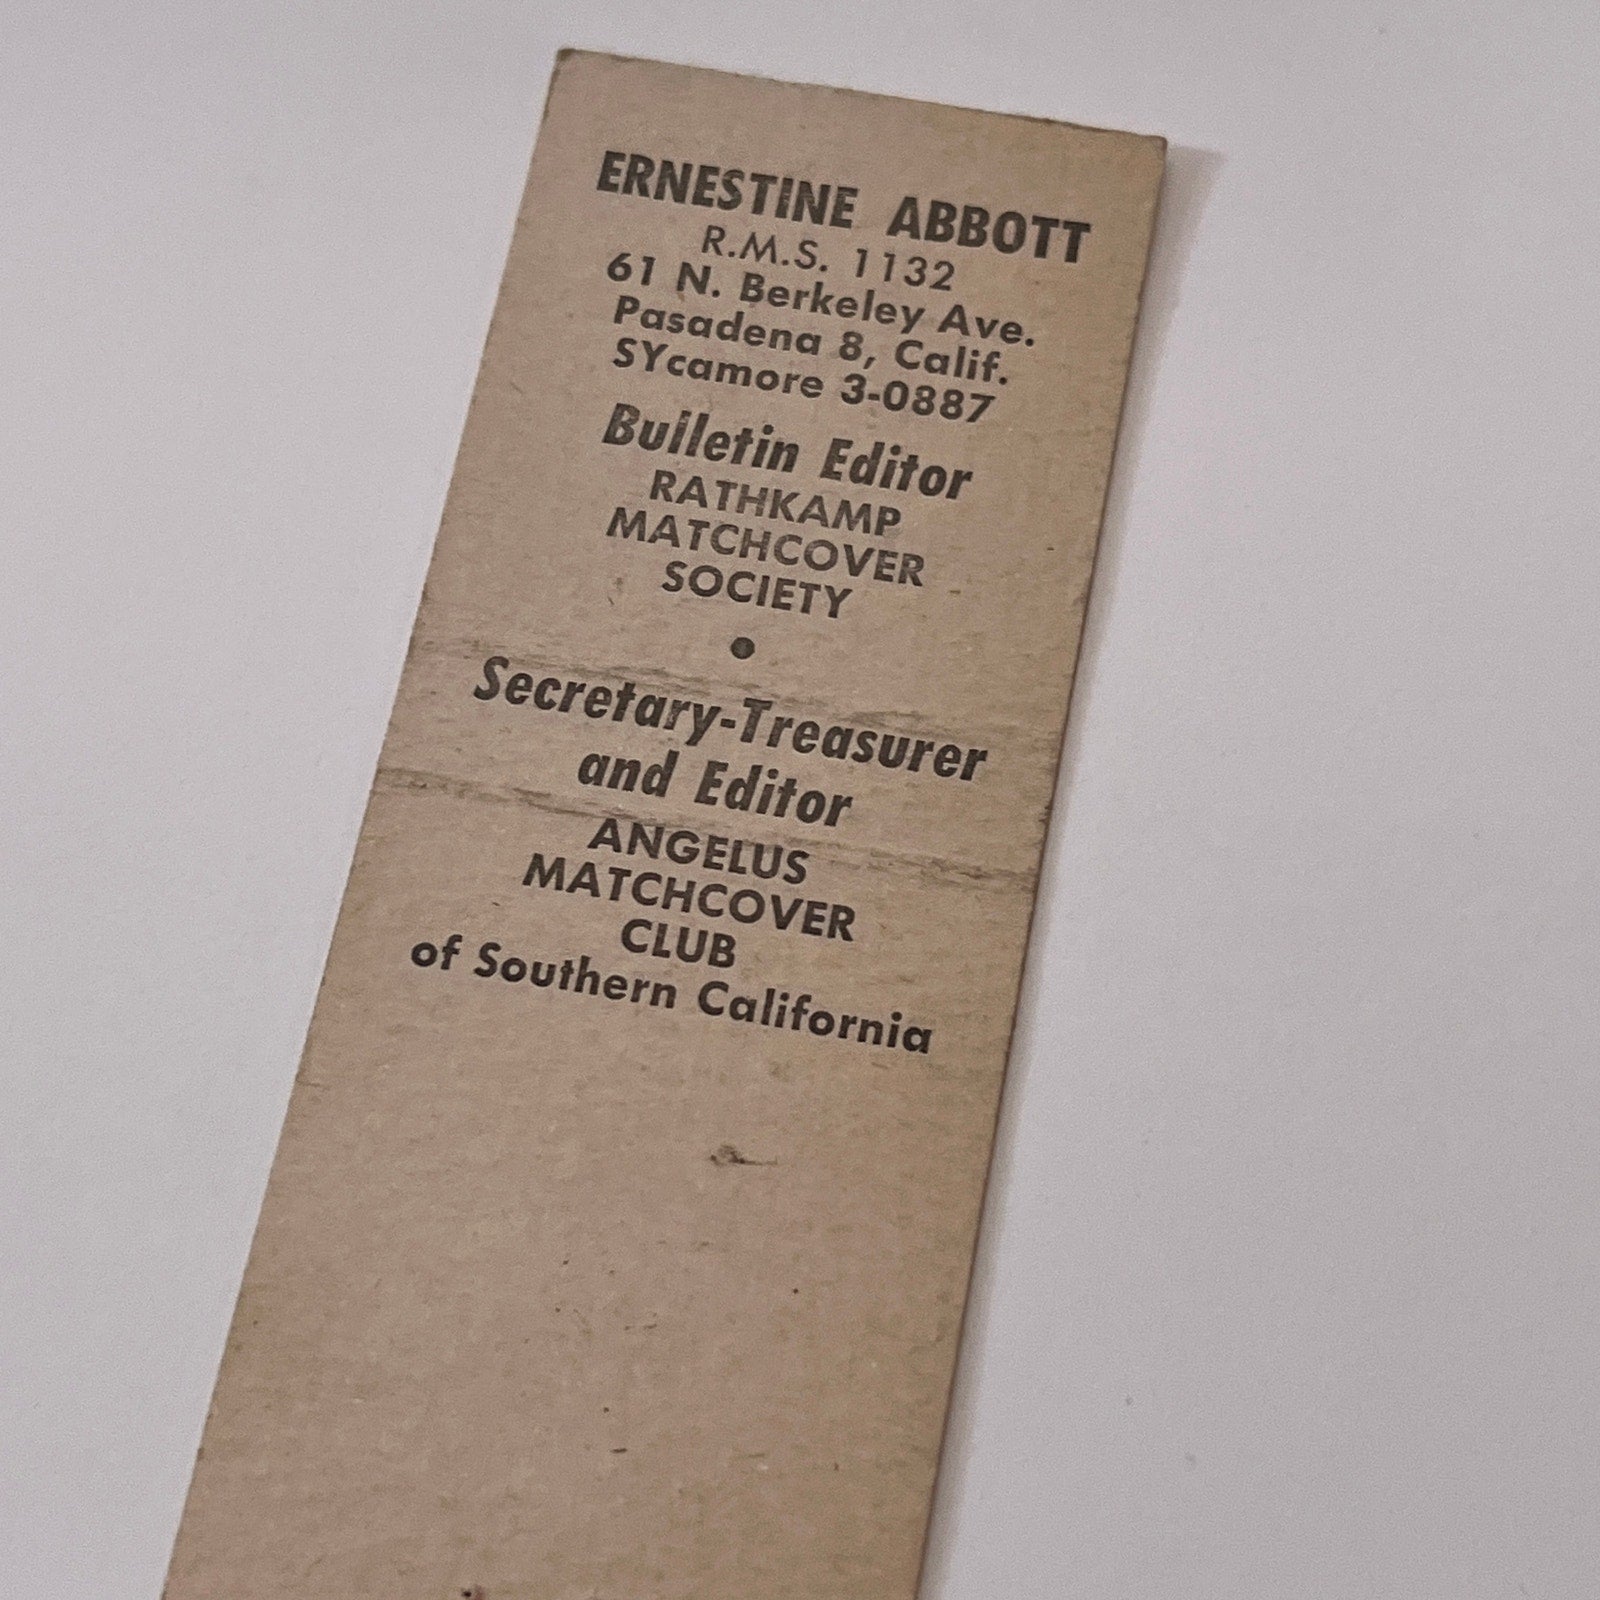 ERNESTINE ABBOTT
R.M.S. 1132
61 N. Berkeley Ave.
Pasadena 8, Calif.
SYcamore 3-0887
Bulletin Editor
RATHKAMP
MATCHCOVER
SOCIETY
•
Secretary-Treasurer
and Editor
ANGELUS
MATCHCOVER
CLUB
of Southern California